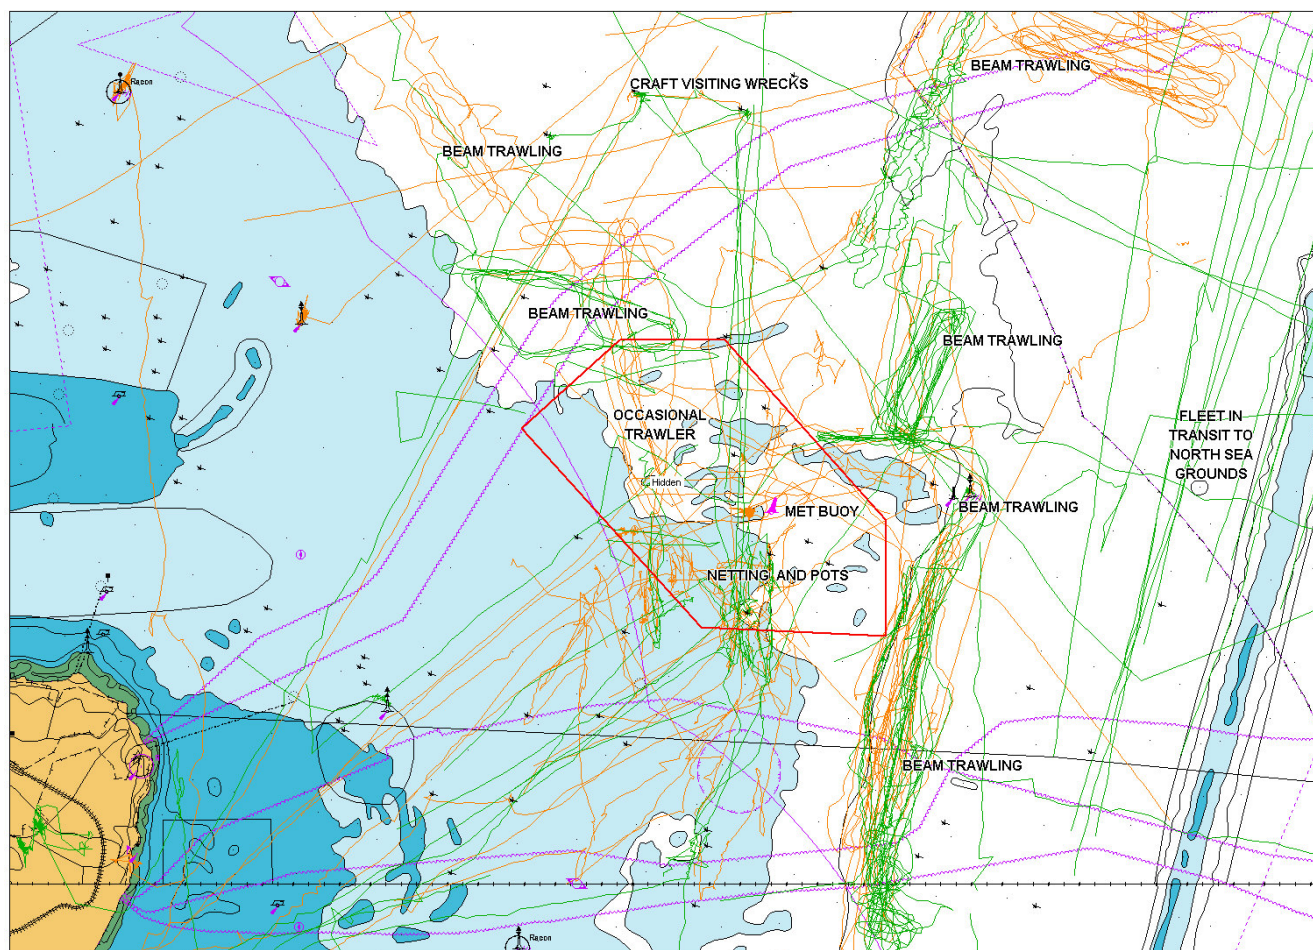 BEAM TRAWLING
Racon
CRAFT VISITING WRECKS
BEAM TRAWLING
BEAM TRAWLING
BEAM TRAWLING
OCCASIONAL
TRAWLER
FLEET IN
TRANSIT TO
NORTH SEA
GROUNDS
Hidden
MET BUOY
BEAM TRAWLING
NETTING AND POTS
BEAM TRAWLING
Racon